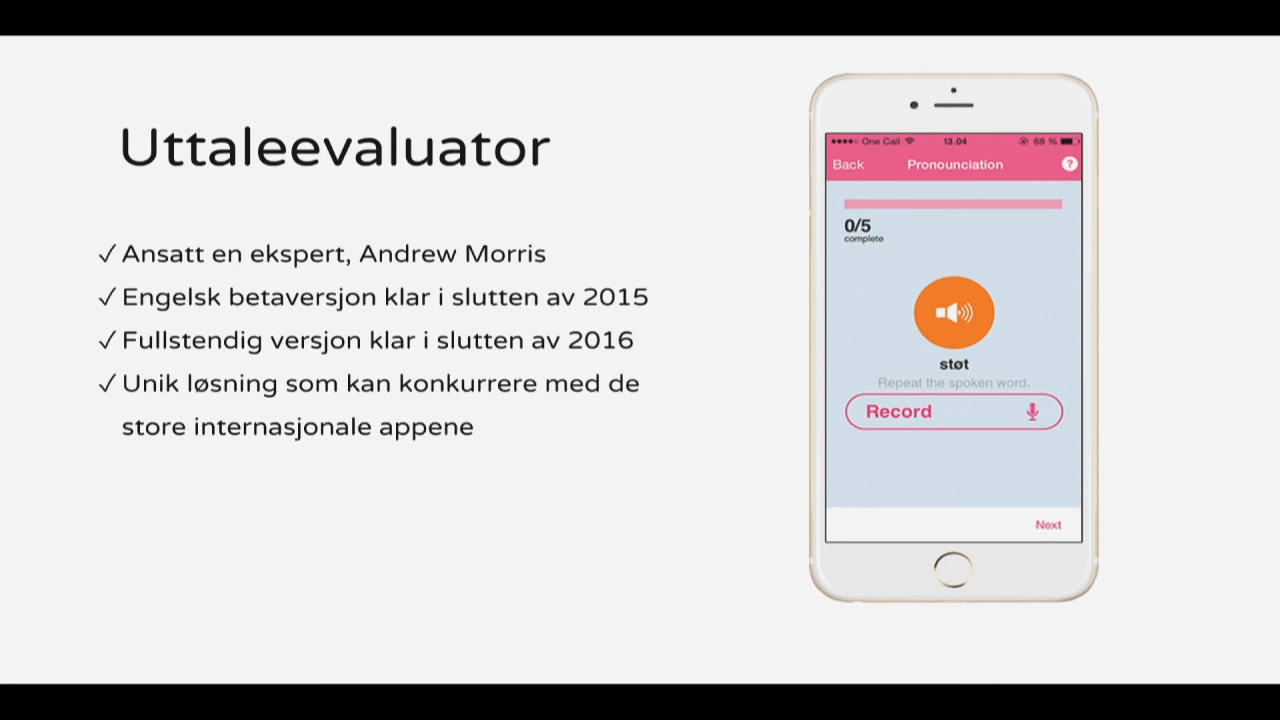 Uttaleevaluator
✓ Ansatt en ekspert, Andrew Morris
✓ Engelsk betaversjon klar i slutten av 2015
✓ Fullstendig versjon klar i slutten av 2016
✓ Unik løsning som kan konkurrere med de
store internasjonale appene
One Call 13.04 68 %
Back Pronounciation ?
0/5
complete
støt
Repeat the spoken word.
Record
Next